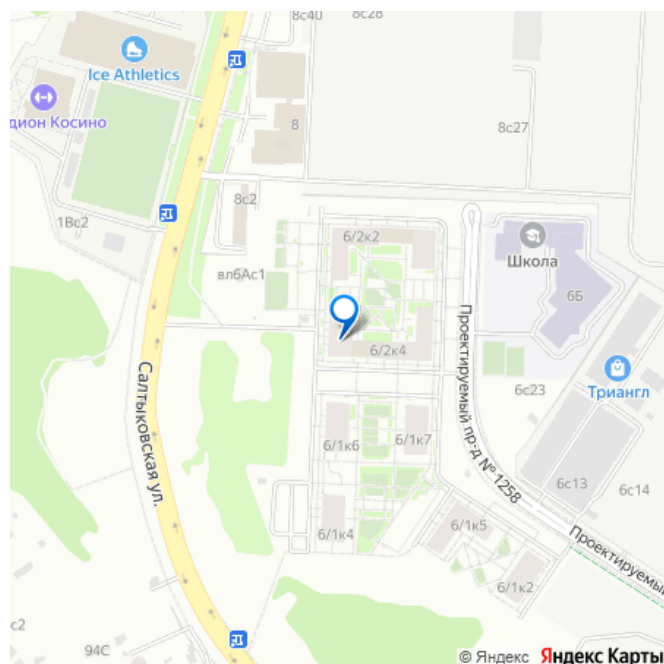 8с40
8с28
Ice Athletics
дион Косино
8
8с27
8с2
1Вс2
6/2к2
Школа
вл6Ас1
6Б
6/2к4
Проектируемый пр-д № 1258
Салтыковская ул.
6с23
Триангл
6/1к6
6/1к7
6с13
6с14
6/1к4
6/1к5
Проектируемый
6/1к2
с2
94С
© Яндекс Яндекс Карты